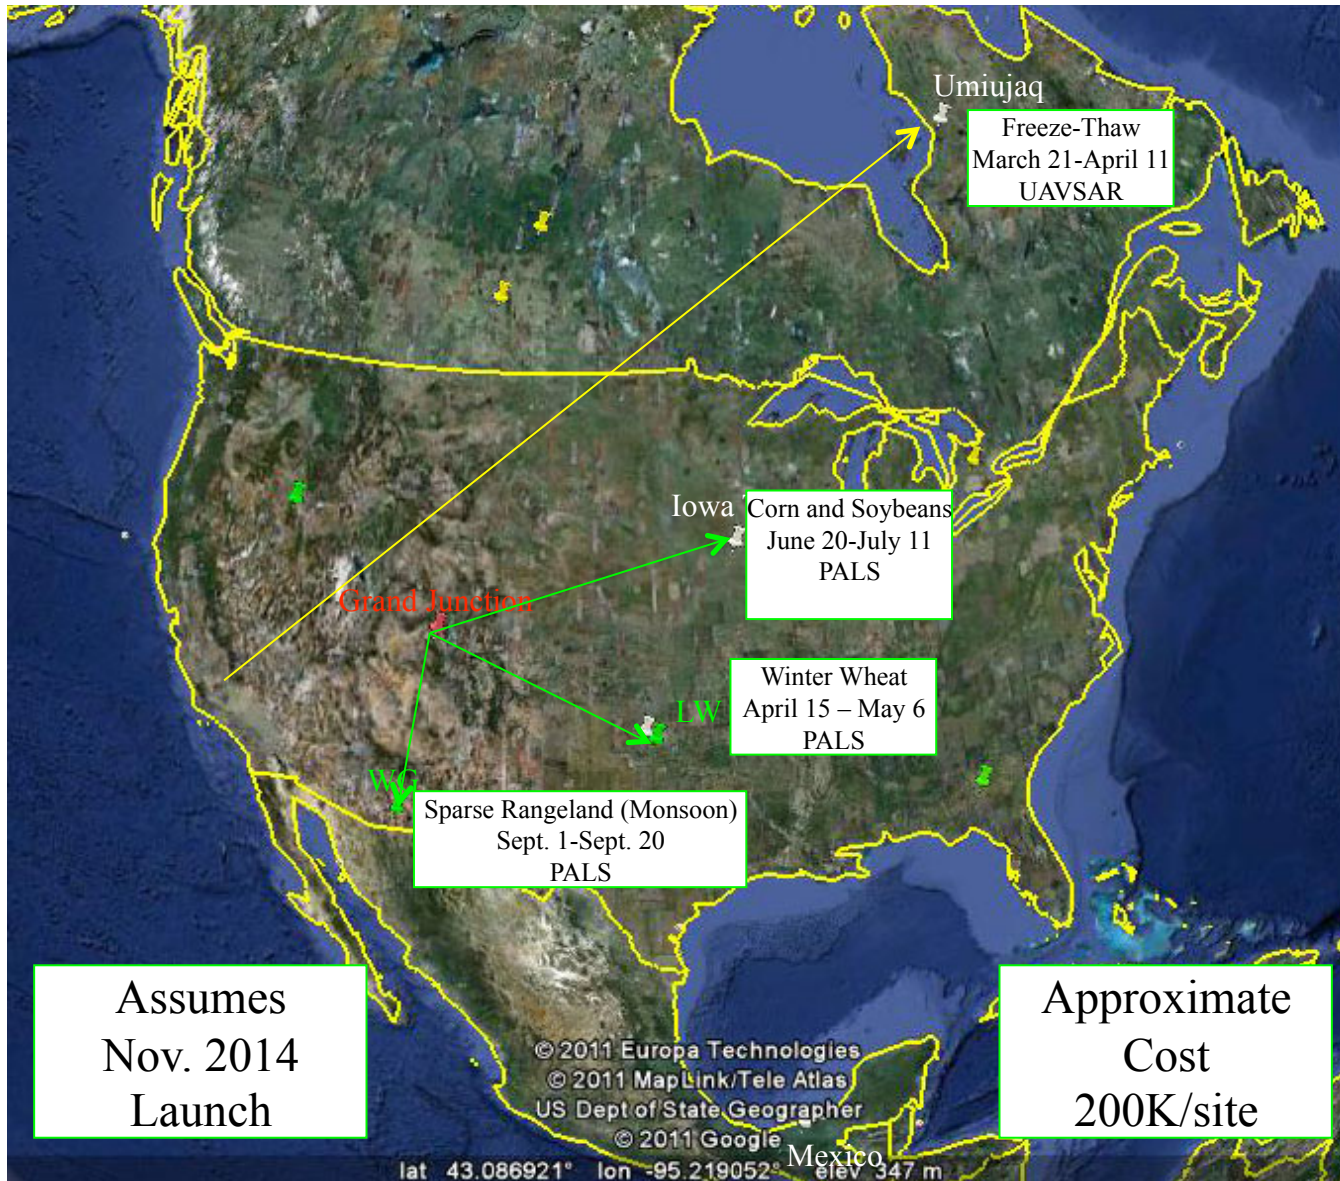 Umiujaq
Freeze-Thaw
March 21-April 11
UAVSAR
Iowa
Corn and Soybeans
June 20-July 11
PALS
Grand Junction
Winter Wheat
April 15 – May 6
PALS
LW
WG
Sparse Rangeland (Monsoon)
Sept. 1-Sept. 20
PALS
Assumes
Nov. 2014
Launch
Approximate
Cost
200K/site
© 2011 Europa Technologies
© 2011 MapLink/Tele Atlas
US Dept of State Geographer
© 2011 Google
Mexico
lat 43.086921° lon -95.219052° elev 347 m